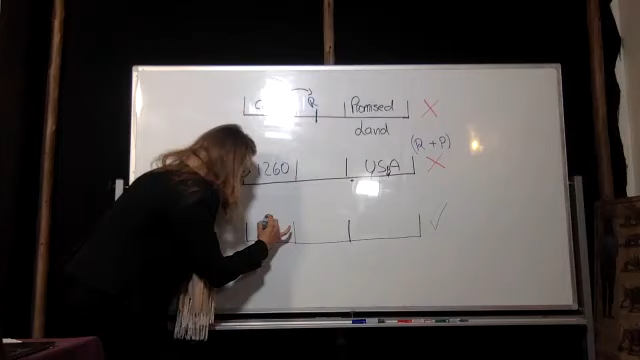 R Promised X
Land
(R + P)
1260 USA X
✓